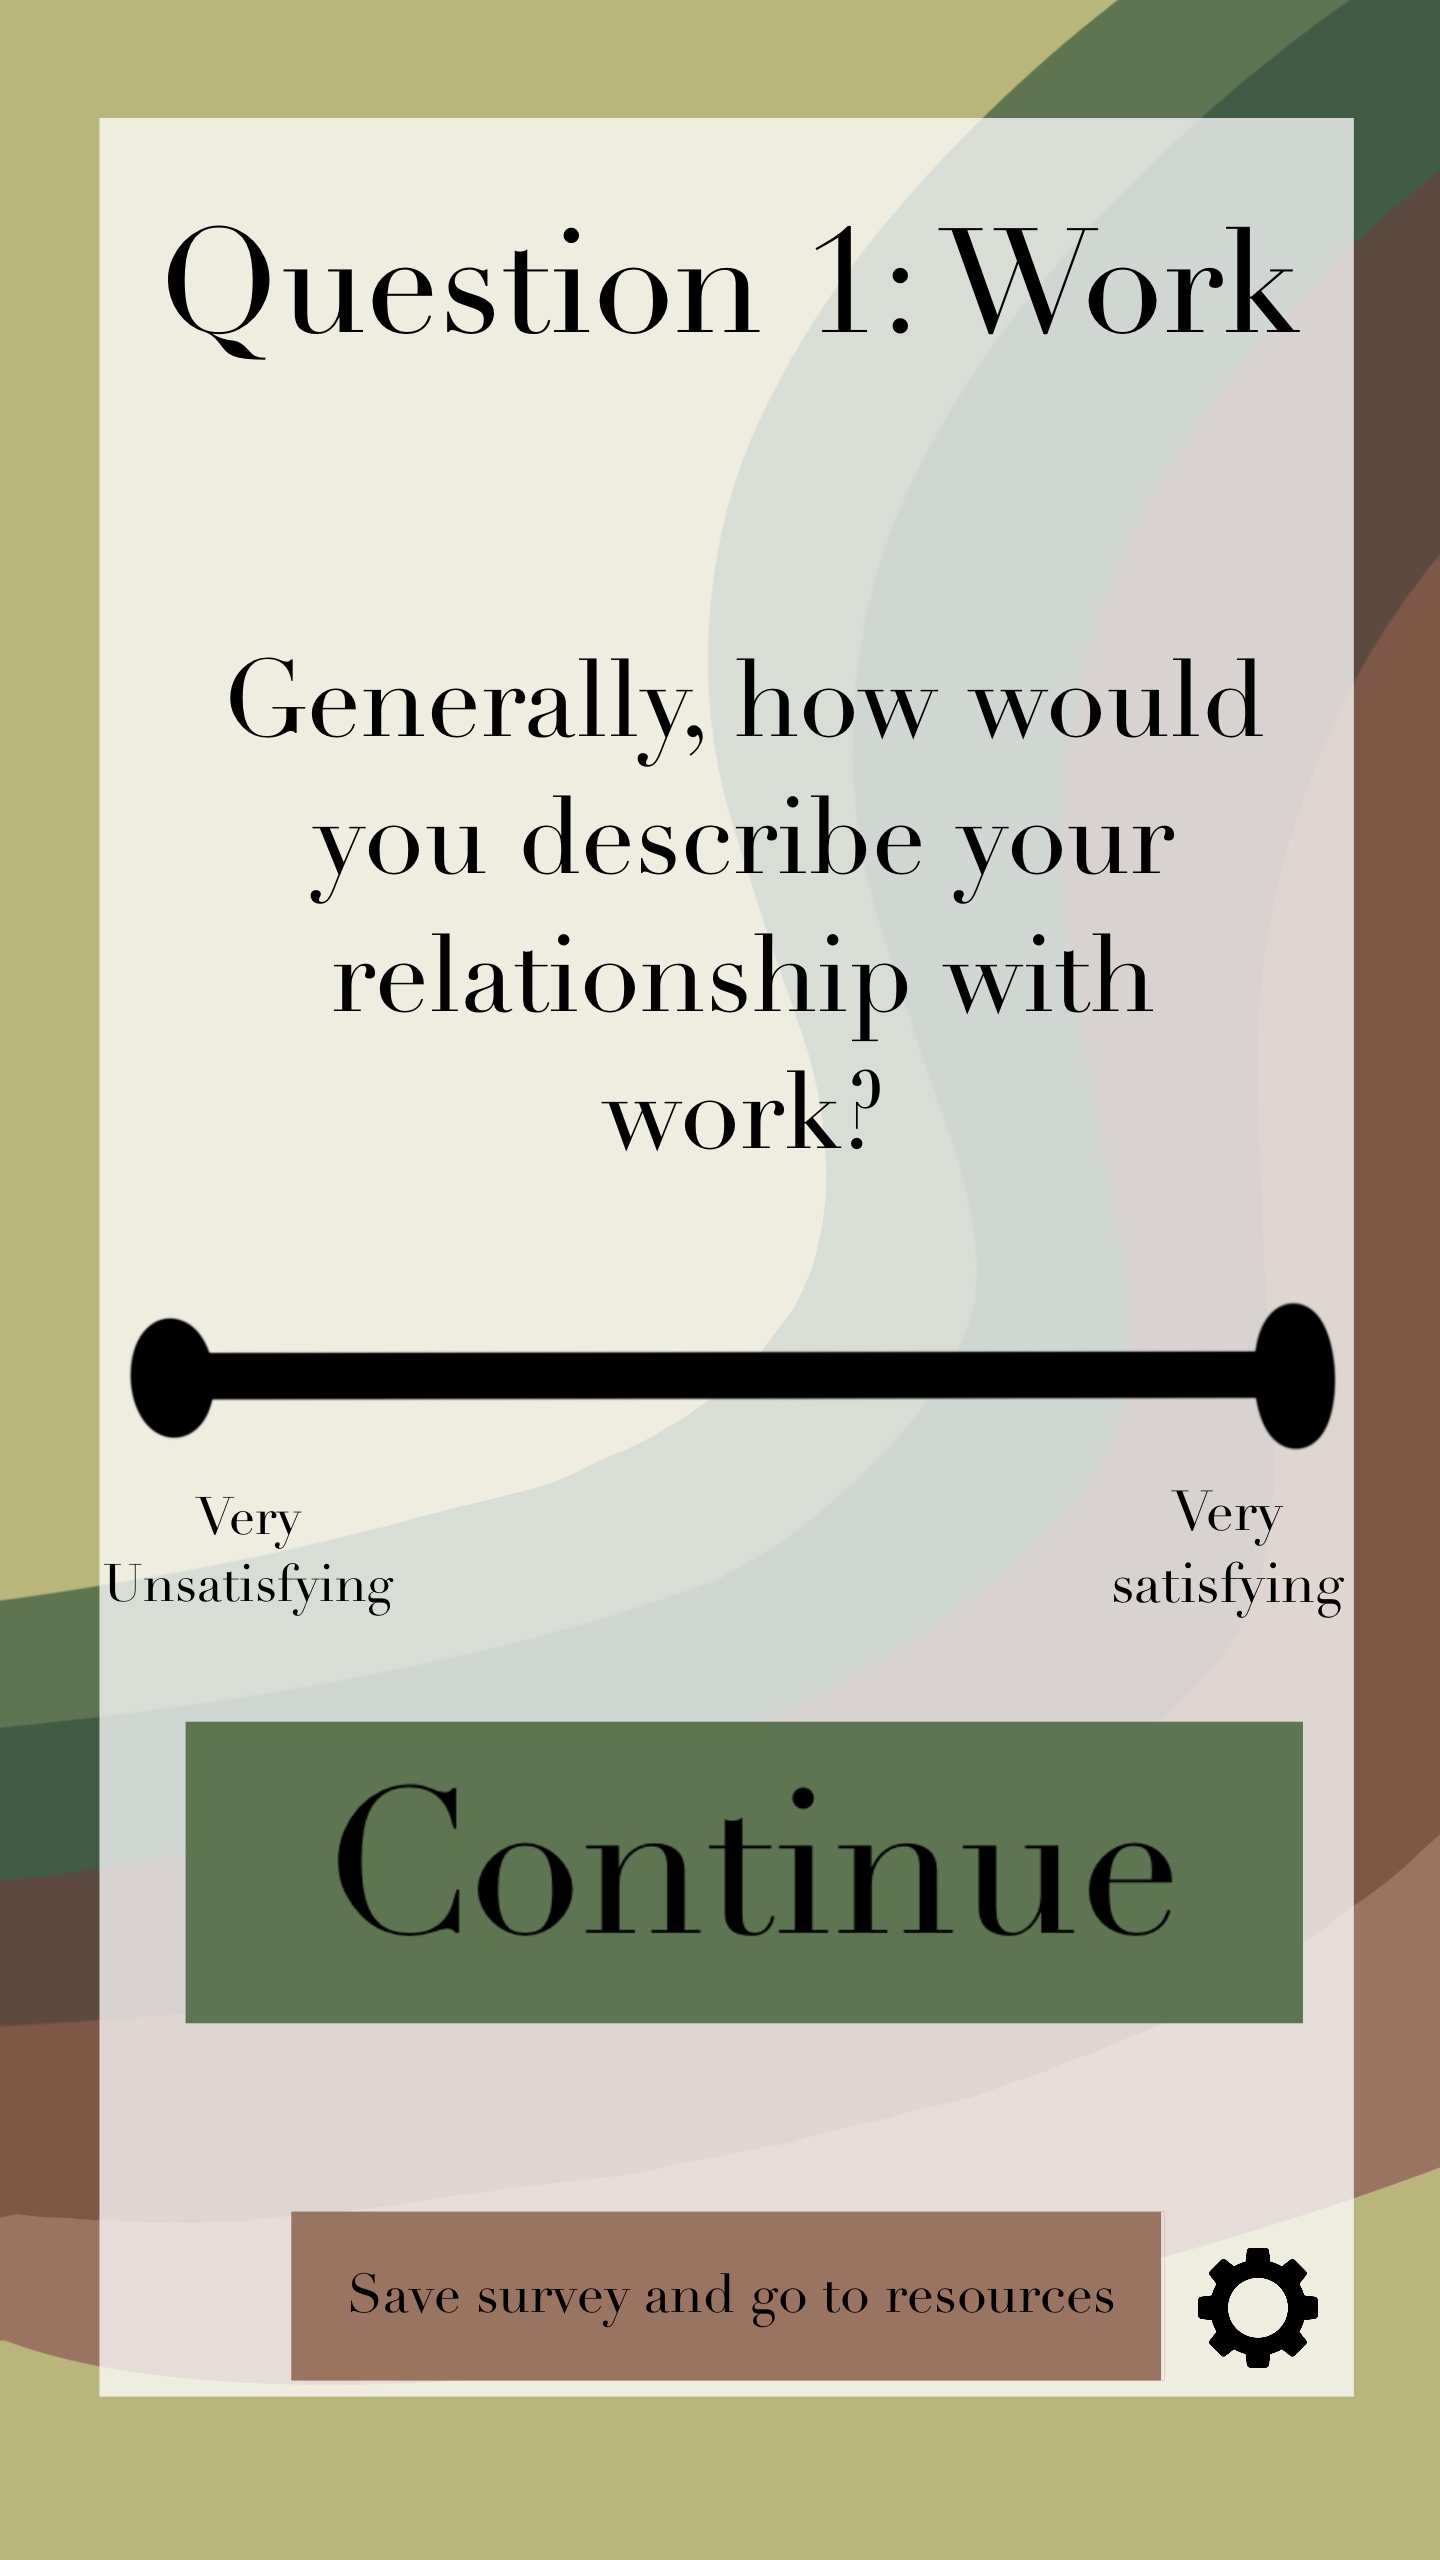 Question 1: Work
Generally, how would
you describe your
relationship with
work?
Very
Unsatisfying
Very
satisfying
Continue
Save survey and go to resources